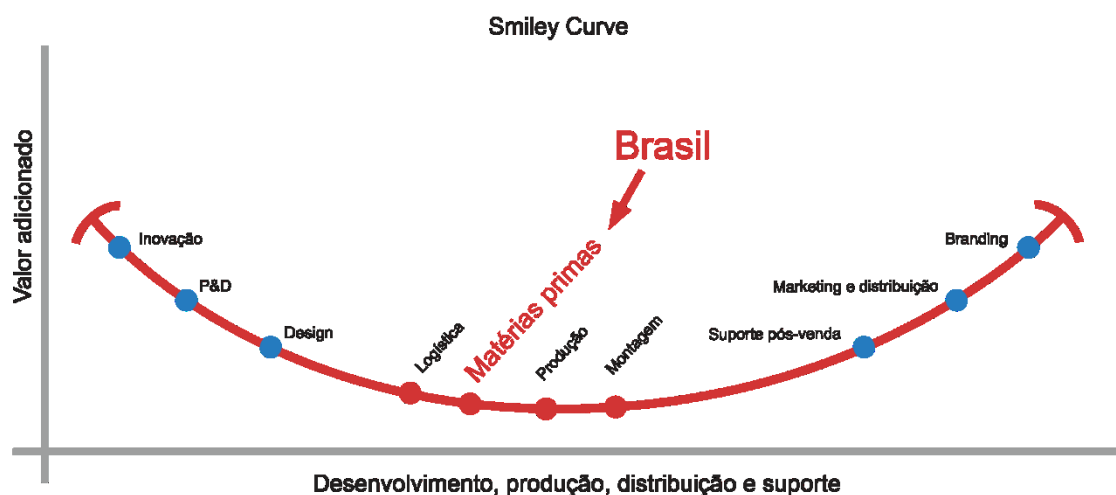 Smiley Curve
Valor adicionado
Brasil
Inovação
P&D
Design
Logística
Matérias primas
Produção
Montagem
Branding
Marketing e distribuição
Suporte pós-venda
Desenvolvimento, produção, distribuição e suporte